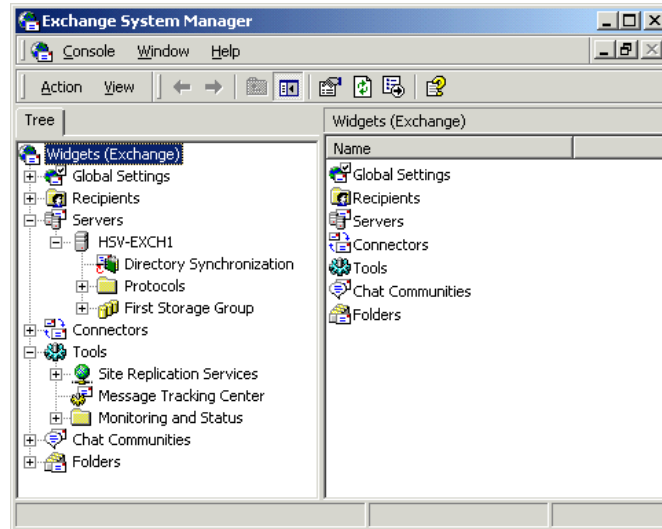 Exchange System Manager
Console Window Help
Action View
Tree
Widgets (Exchange)
Widgets (Exchange)
Global Settings
Recipients
Servers
HSV-EXCH1
Directory Synchronization
Protocols
First Storage Group
Connectors
Tools
Site Replication Services
Message Tracking Center
Monitoring and Status
Chat Communities
Folders
Name
Global Settings
Recipients
Servers
Connectors
Tools
Chat Communities
Folders